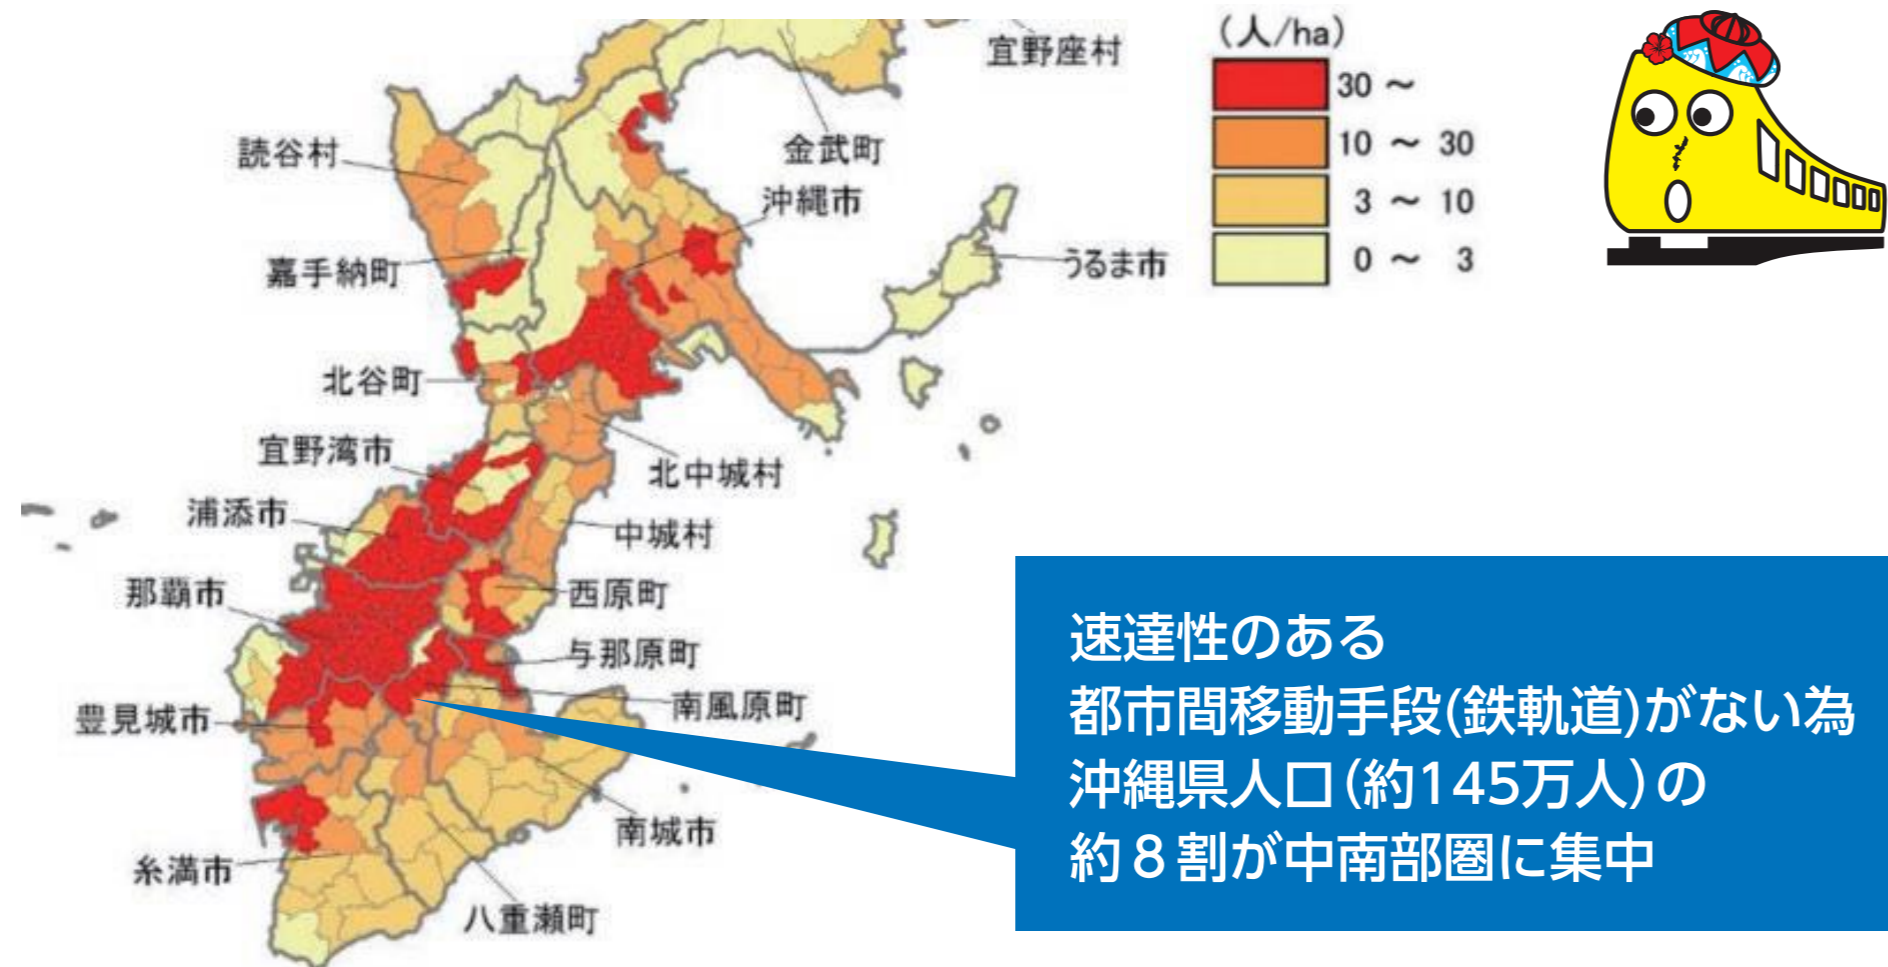 宜野座村
(人/ha)
30 ～
10 ～ 30
3 ～ 10
0 ～ 3
読谷村
金武町
沖縄市
嘉手納町
うるま市
北谷町
宜野湾市
北中城村
浦添市
中城村
那覇市
西原町
与那原町
豊見城市
南風原町
南城市
糸満市
八重瀬町
速達性のある
都市間移動手段(鉄軌道)がない為
沖縄県人口(約145万人)の
約８割が中南部圏に集中